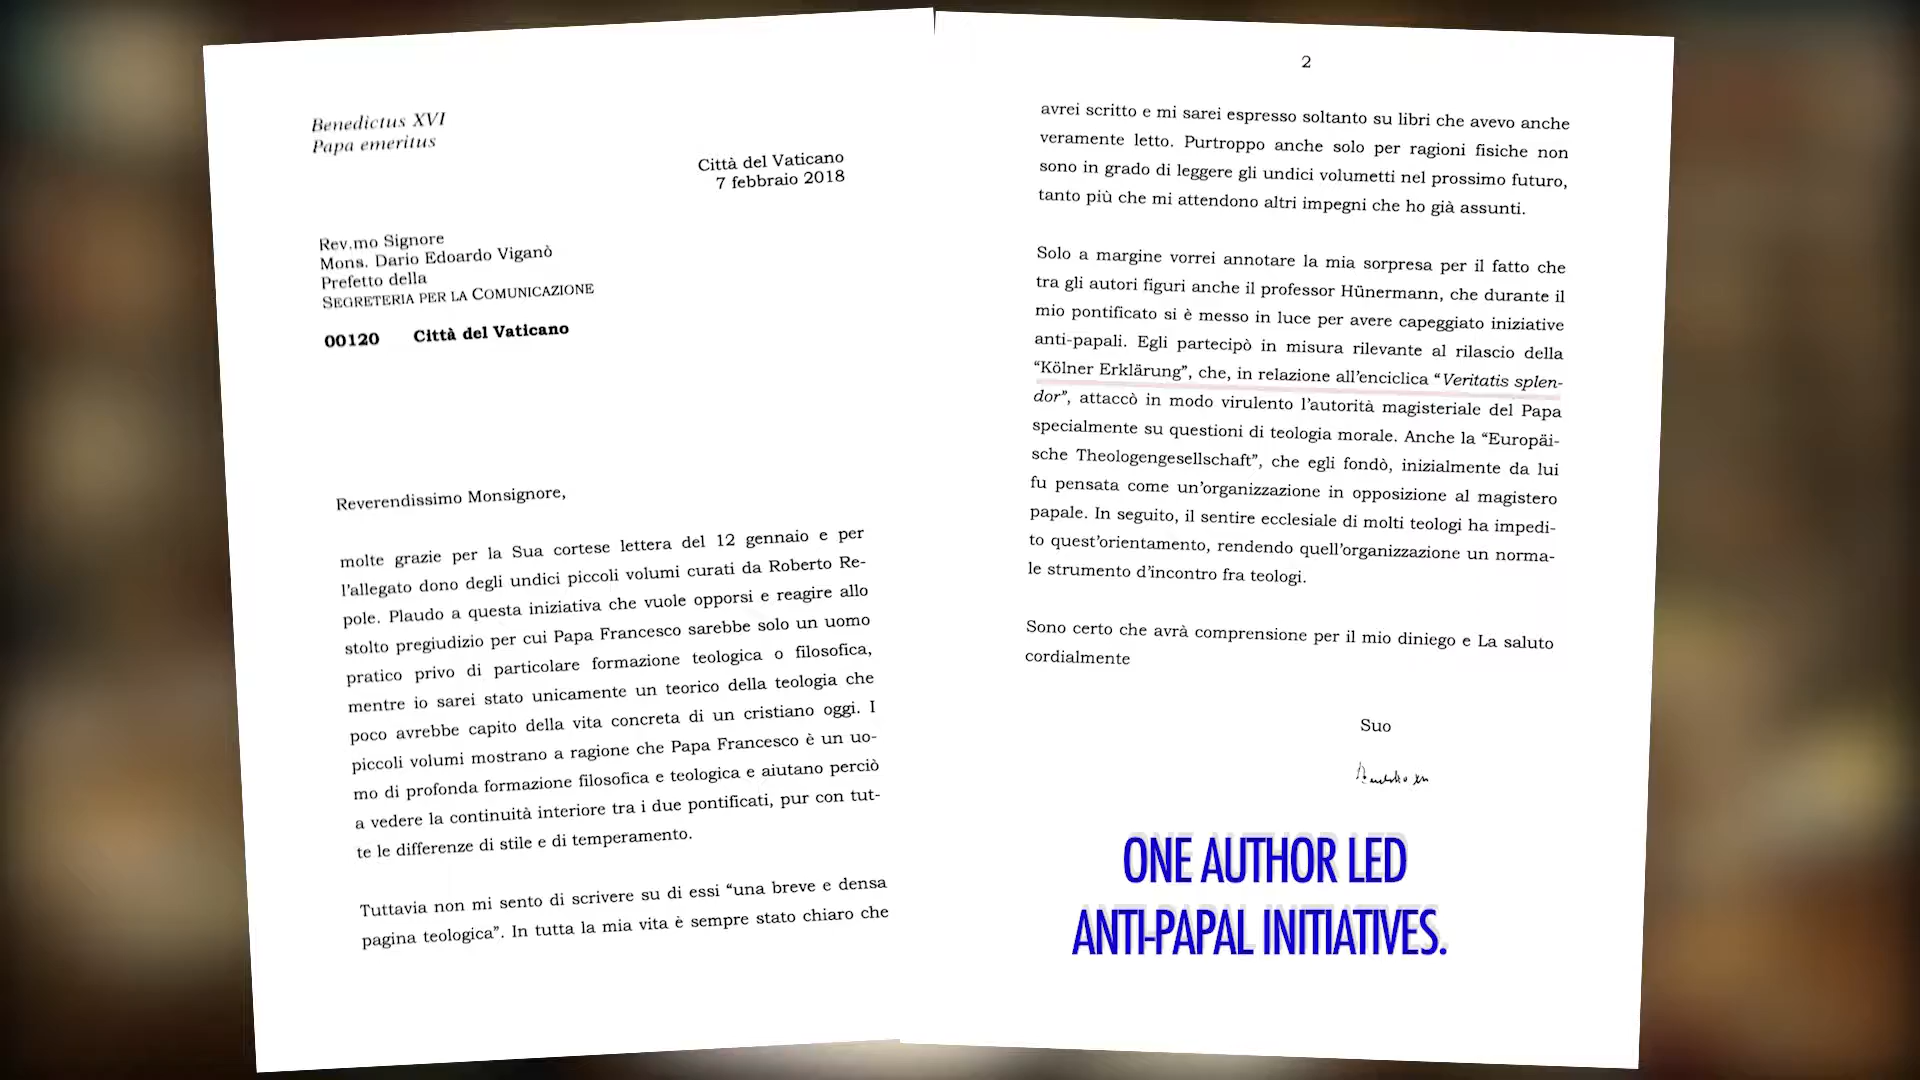 Benedictus XVI
Papa emeritus
Città del Vaticano
7 febbraio 2018
Rev.mo Signore
Mons. Dario Edoardo Viganò
Prefetto della
SEGRETERIA PER LA COMUNICAZIONE
00120 Città del Vaticano
Reverendissimo Monsignore,
molte grazie per la Sua cortese lettera del 12 gennaio e per
l'allegato dono degli undici piccoli volumi curati da Roberto Re-
pole. Plaudo a questa iniziativa che vuole opporsi e reagire allo
stolto pregiudizio per cui Papa Francesco sarebbe solo un uomo
pratico privo di particolare formazione teologica o filosofica,
mentre io sarei stato unicamente un teorico della teologia che
poco avrebbe capito della vita concreta di un cristiano oggi. I
piccoli volumi mostrano a ragione che Papa Francesco è un uo-
mo di profonda formazione filosofica e teologica e aiutano perciò
a vedere la continuità interiore tra i due pontificati, pur con tut-
te le differenze di stile e di temperamento.
Tuttavia non mi sento di scrivere su di essi “una breve e densa
pagina teologica”. In tutta la mia vita è sempre stato chiaro che
2
avrei scritto e mi sarei espresso soltanto su libri che avevo anche
veramente letto. Purtroppo anche solo per ragioni fisiche non
sono in grado di leggere gli undici volumetti nel prossimo futuro,
tanto più che mi attendono altri impegni che ho già assunti.
Solo a margine vorrei annotare la mia sorpresa per il fatto che
tra gli autori figuri anche il professor Hünermann, che durante il
mio pontificato si è messo in luce per avere capeggiato iniziative
anti-papali. Egli partecipò in misura rilevante al rilascio della
“Kölner Erklärung”, che, in relazione all'enciclica “Veritatis splen-
dor”, attaccò in modo virulento l'autorità magisteriale del Papa
specialmente su questioni di teologia morale. Anche la “Europäi-
sche Theologengesellschaft”, che egli fondò, inizialmente da lui
fu pensata come un'organizzazione in opposizione al magistero
papale. In seguito, il sentire ecclesiale di molti teologi ha impedi-
to quest'orientamento, rendendo quell'organizzazione un norma-
le strumento d'incontro fra teologi.
Sono certo che avrà comprensione per il mio diniego e La saluto
cordialmente
Suo
ONE AUTHOR LED
ANTI-PAPAL INITIATIVES.